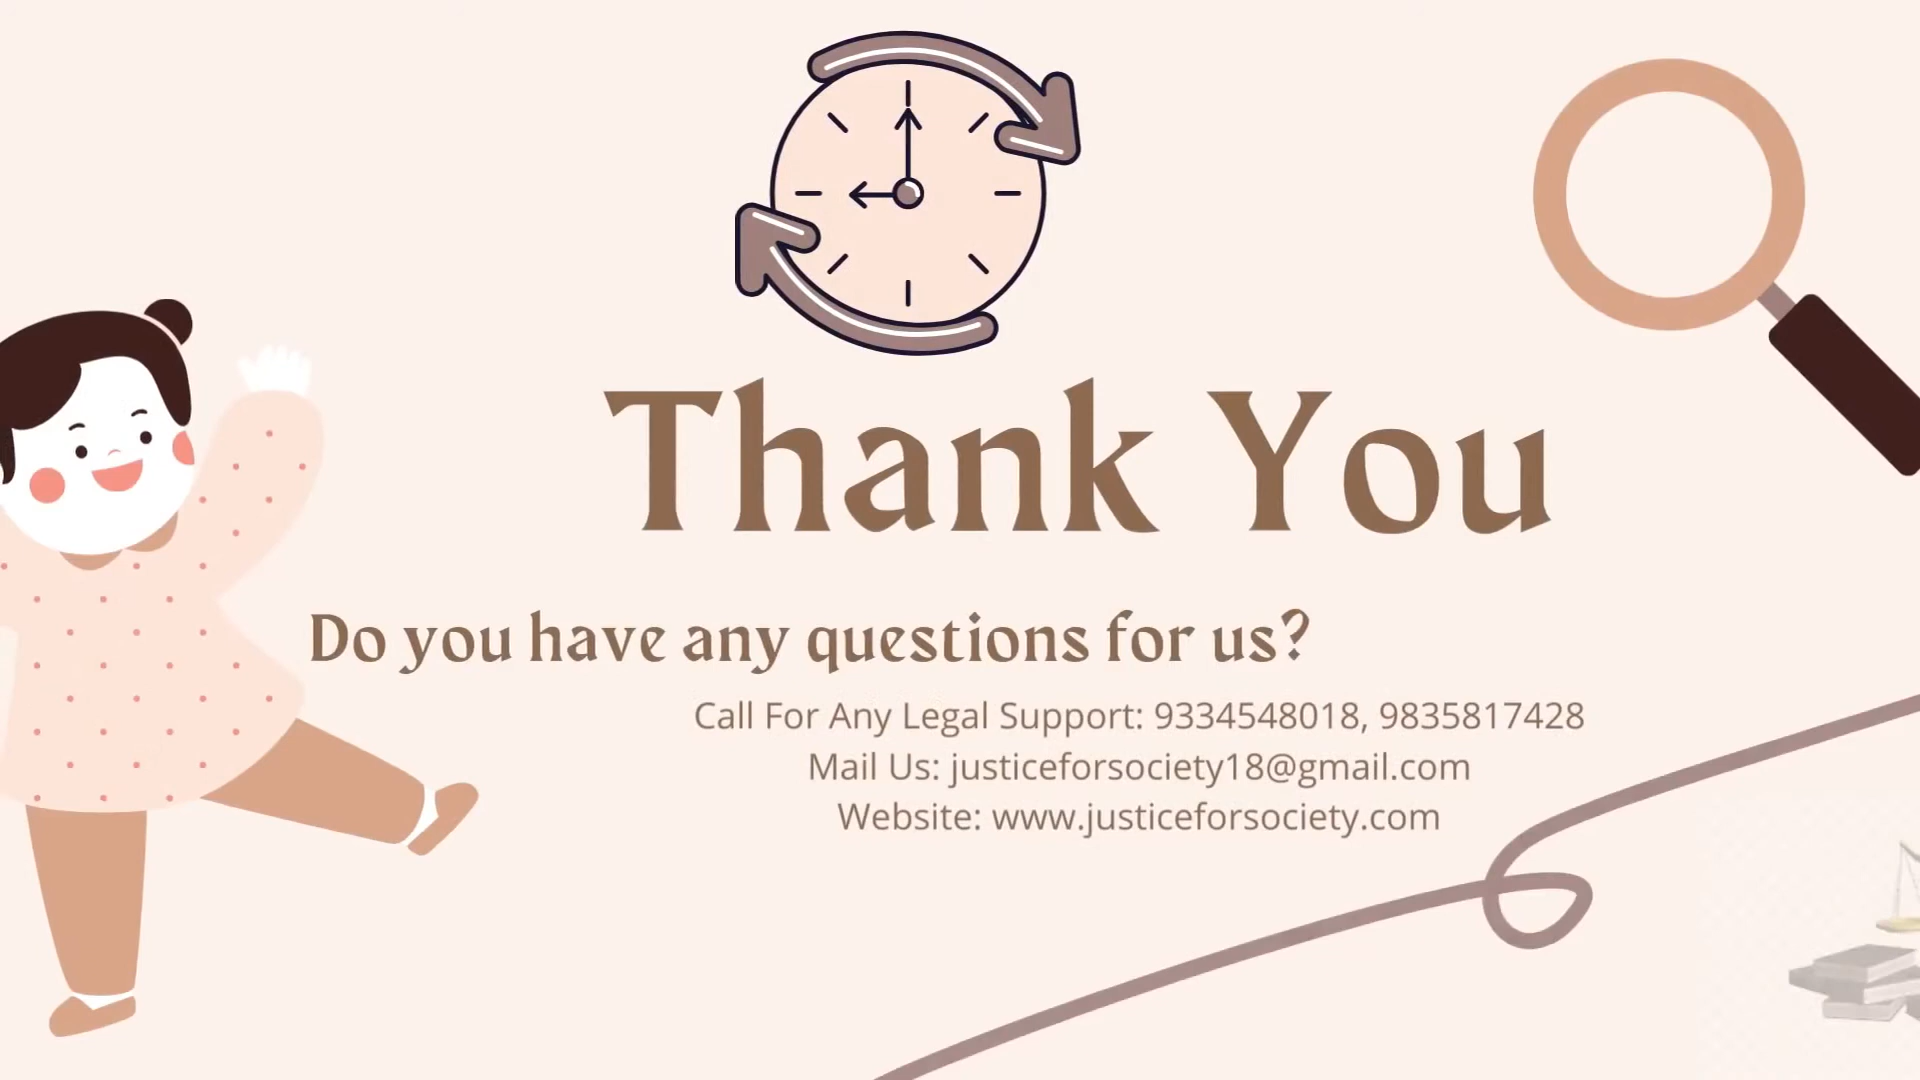 Thank You
Do you have any questions for us?
Call For Any Legal Support: 9334548018, 9835817428
Mail Us: justiceforsociety18@gmail.com
Website: www.justiceforsociety.com